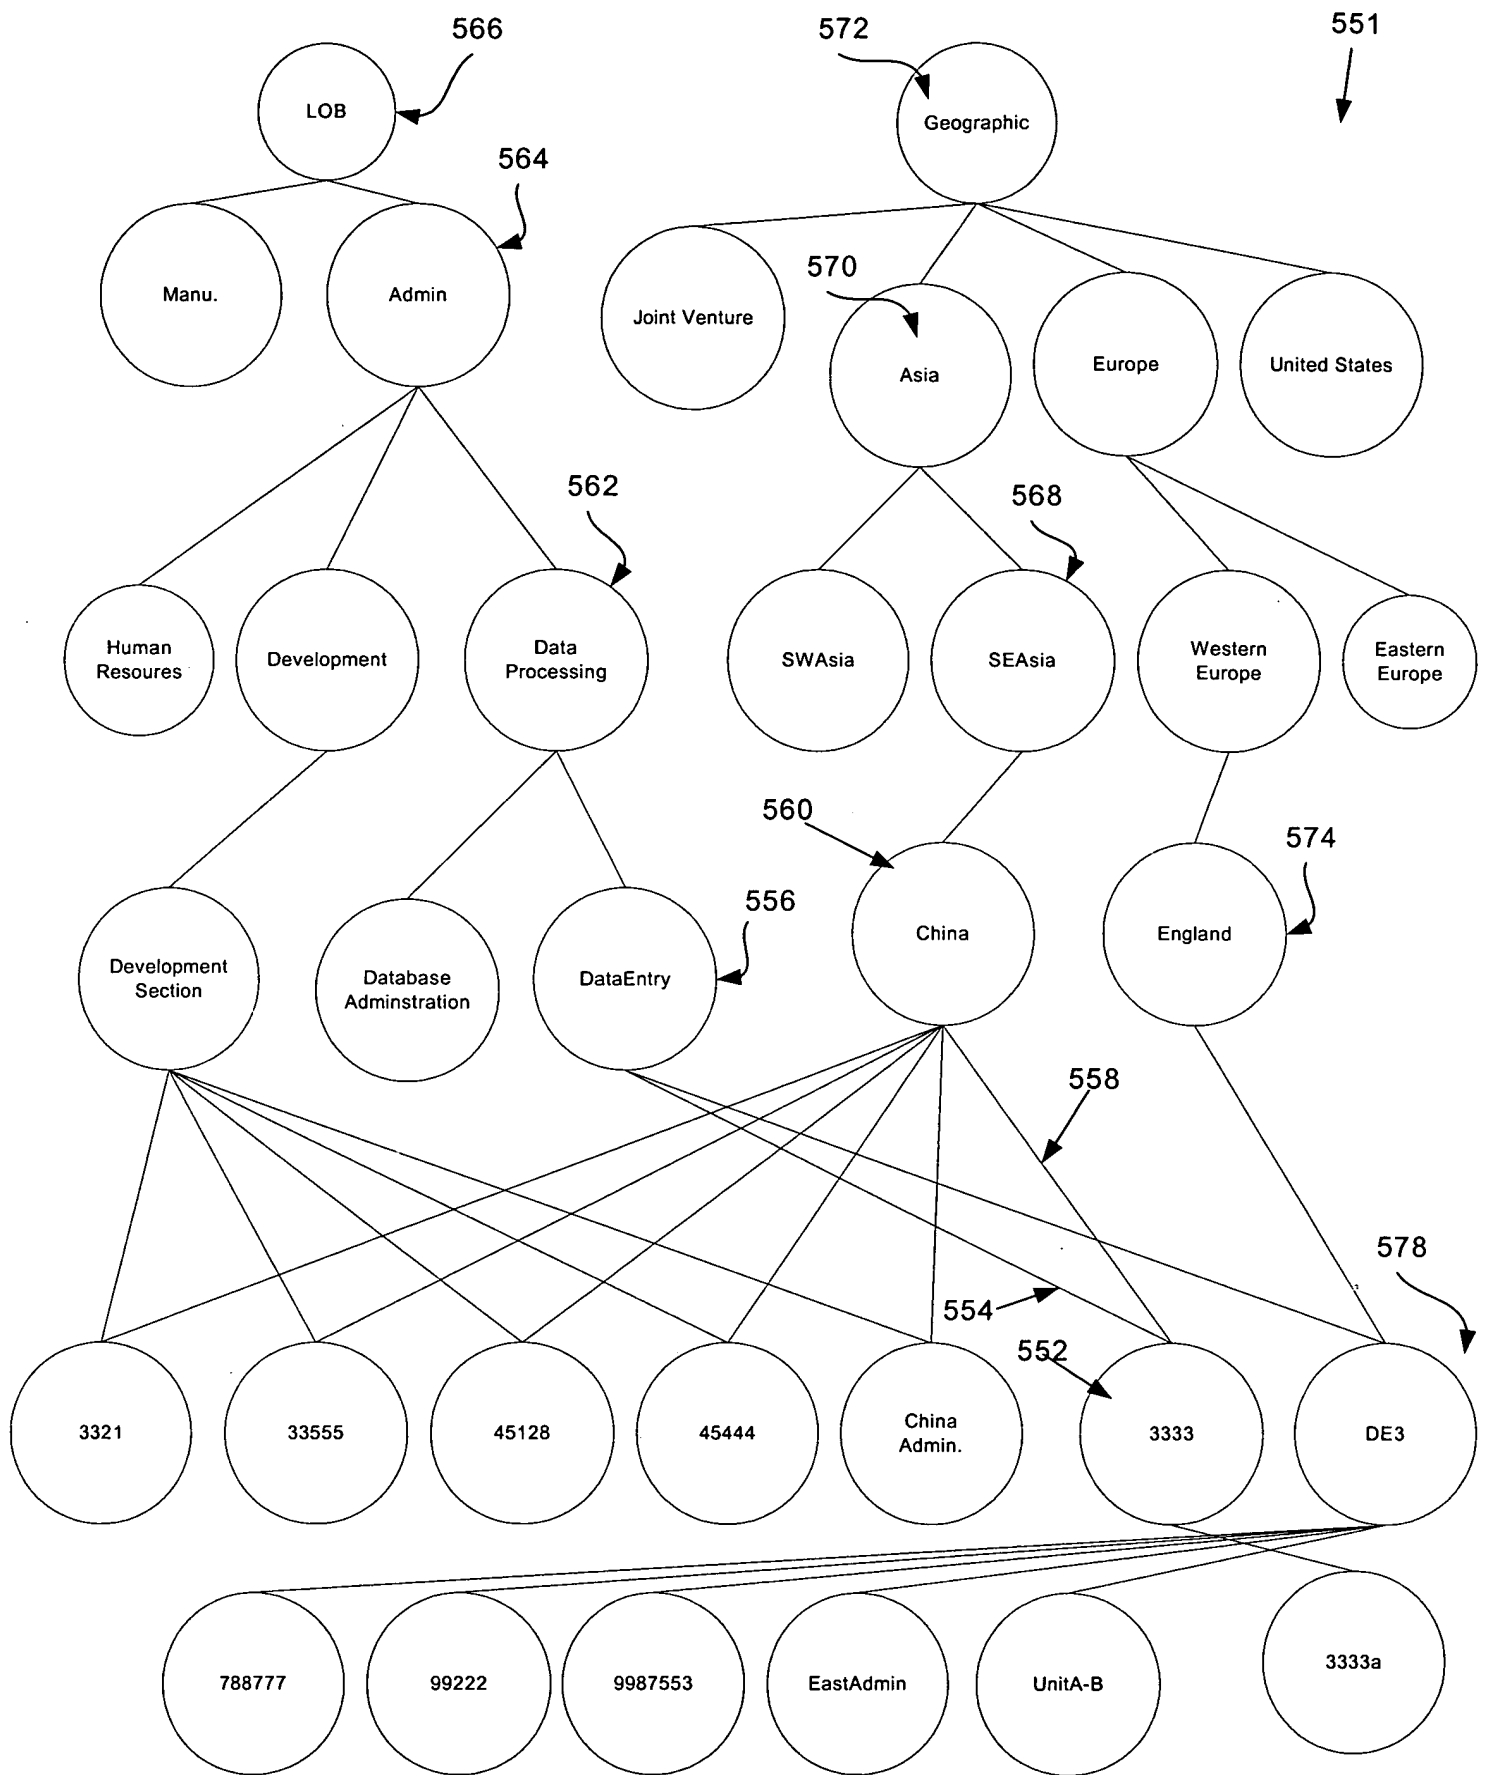 566
572
551
LOB
Geographic
564
570
Manu.
Admin
Joint Venture
Asia
Europe
United States
562
568
Human
Resoures
Development
Data
Processing
SWAsia
SEAsia
Western
Europe
Eastern
Europe
560
574
556
Development
Section
Database
Adminstration
DataEntry
China
England
558
578
554
552
3321
33555
45128
45444
China
Admin.
3333
DE3
788777
99222
9987553
EastAdmin
UnitA-B
3333a